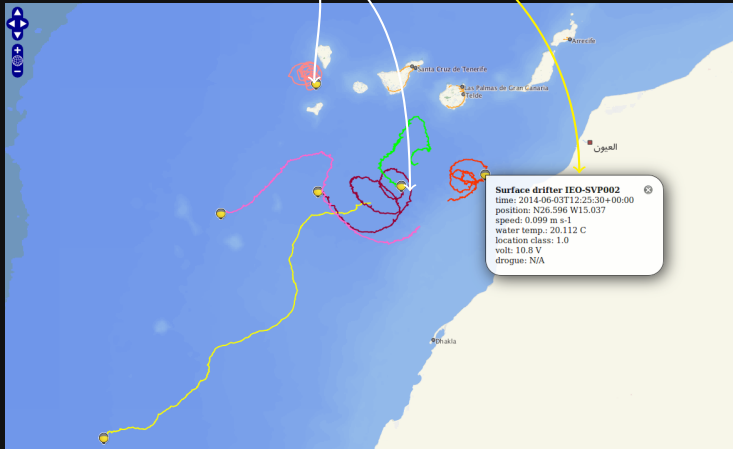 Arrecife
Santa Cruz de Tenerife
Las Palmas de Gran Canaria
Telde
العيون
Surface drifter IEO-SVP002
time: 2014-06-03T12:25:30+00:00
position: N26.596 W15.037
speed: 0.099 m s-1
water temp.: 20.112 C
location class: 1.0
volt: 10.8 V
drogue: N/A
Dhakla